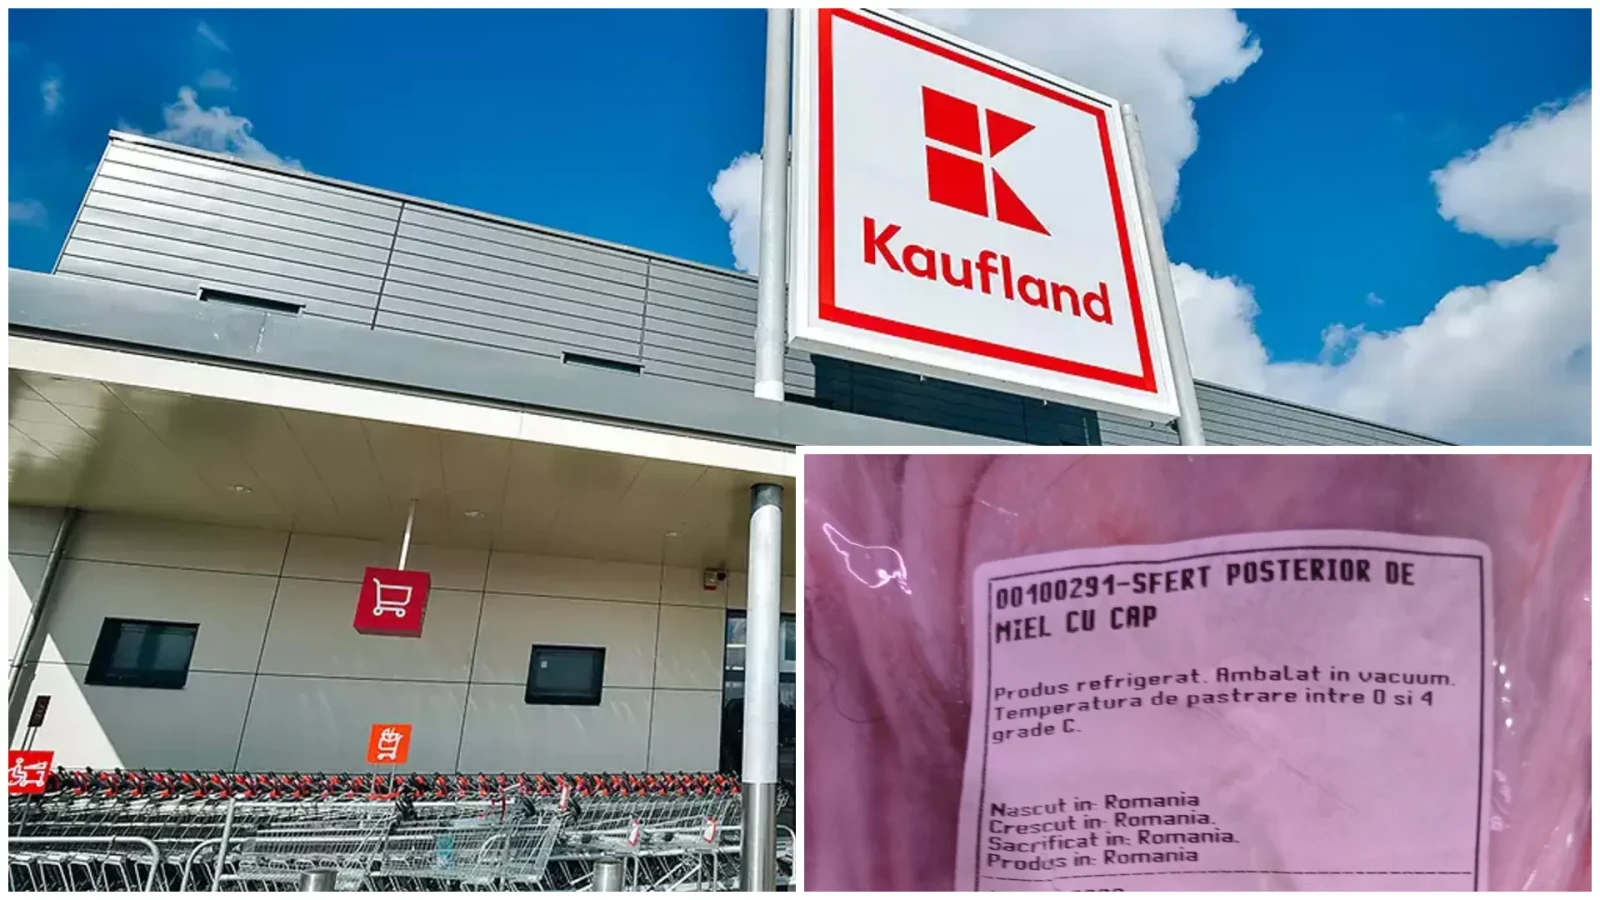 Kaufland
00100291-SFERT POSTERIOR DE
MIEL CU CAP
Produs refrigerat. Ambalat in vacuum.
Temperatura de pastrare intre 0 si 4
grade C.
Nascut in: Romania
Crescut in: Romania.
Sacrificat in: Romania.
Produs in: Romania